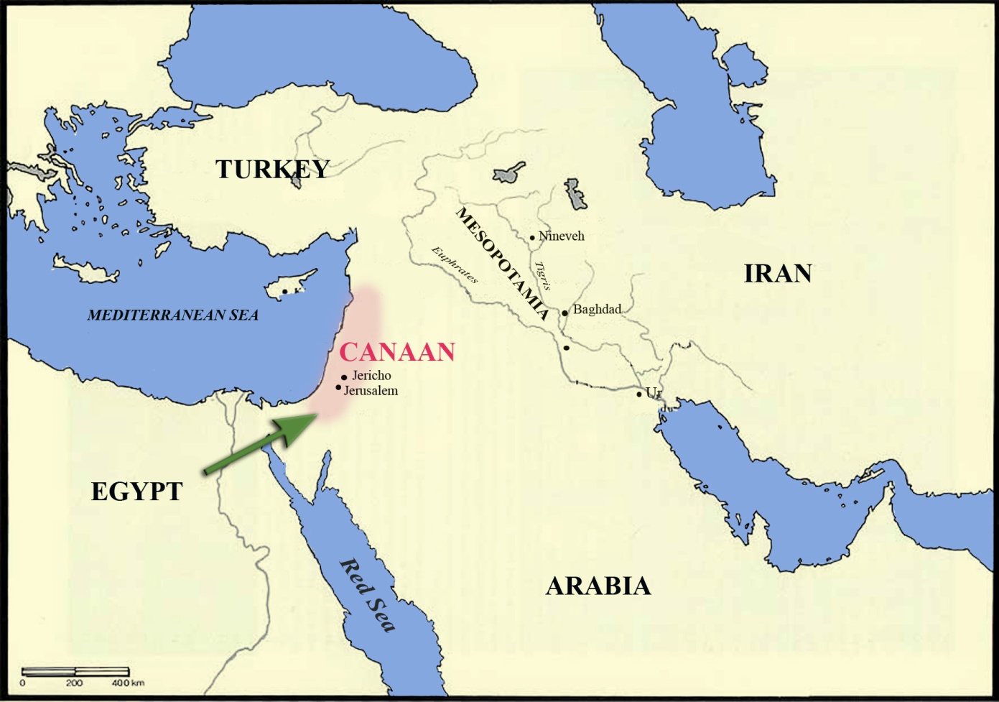 TURKEY
MESOPOTAMIA
Nineveh
Euphrates
Tigris
IRAN
MEDITERRANEAN SEA
Baghdad
CANAAN
Jericho
Jerusalem
Ur
EGYPT
Red Sea
ARABIA
0 200 400 km